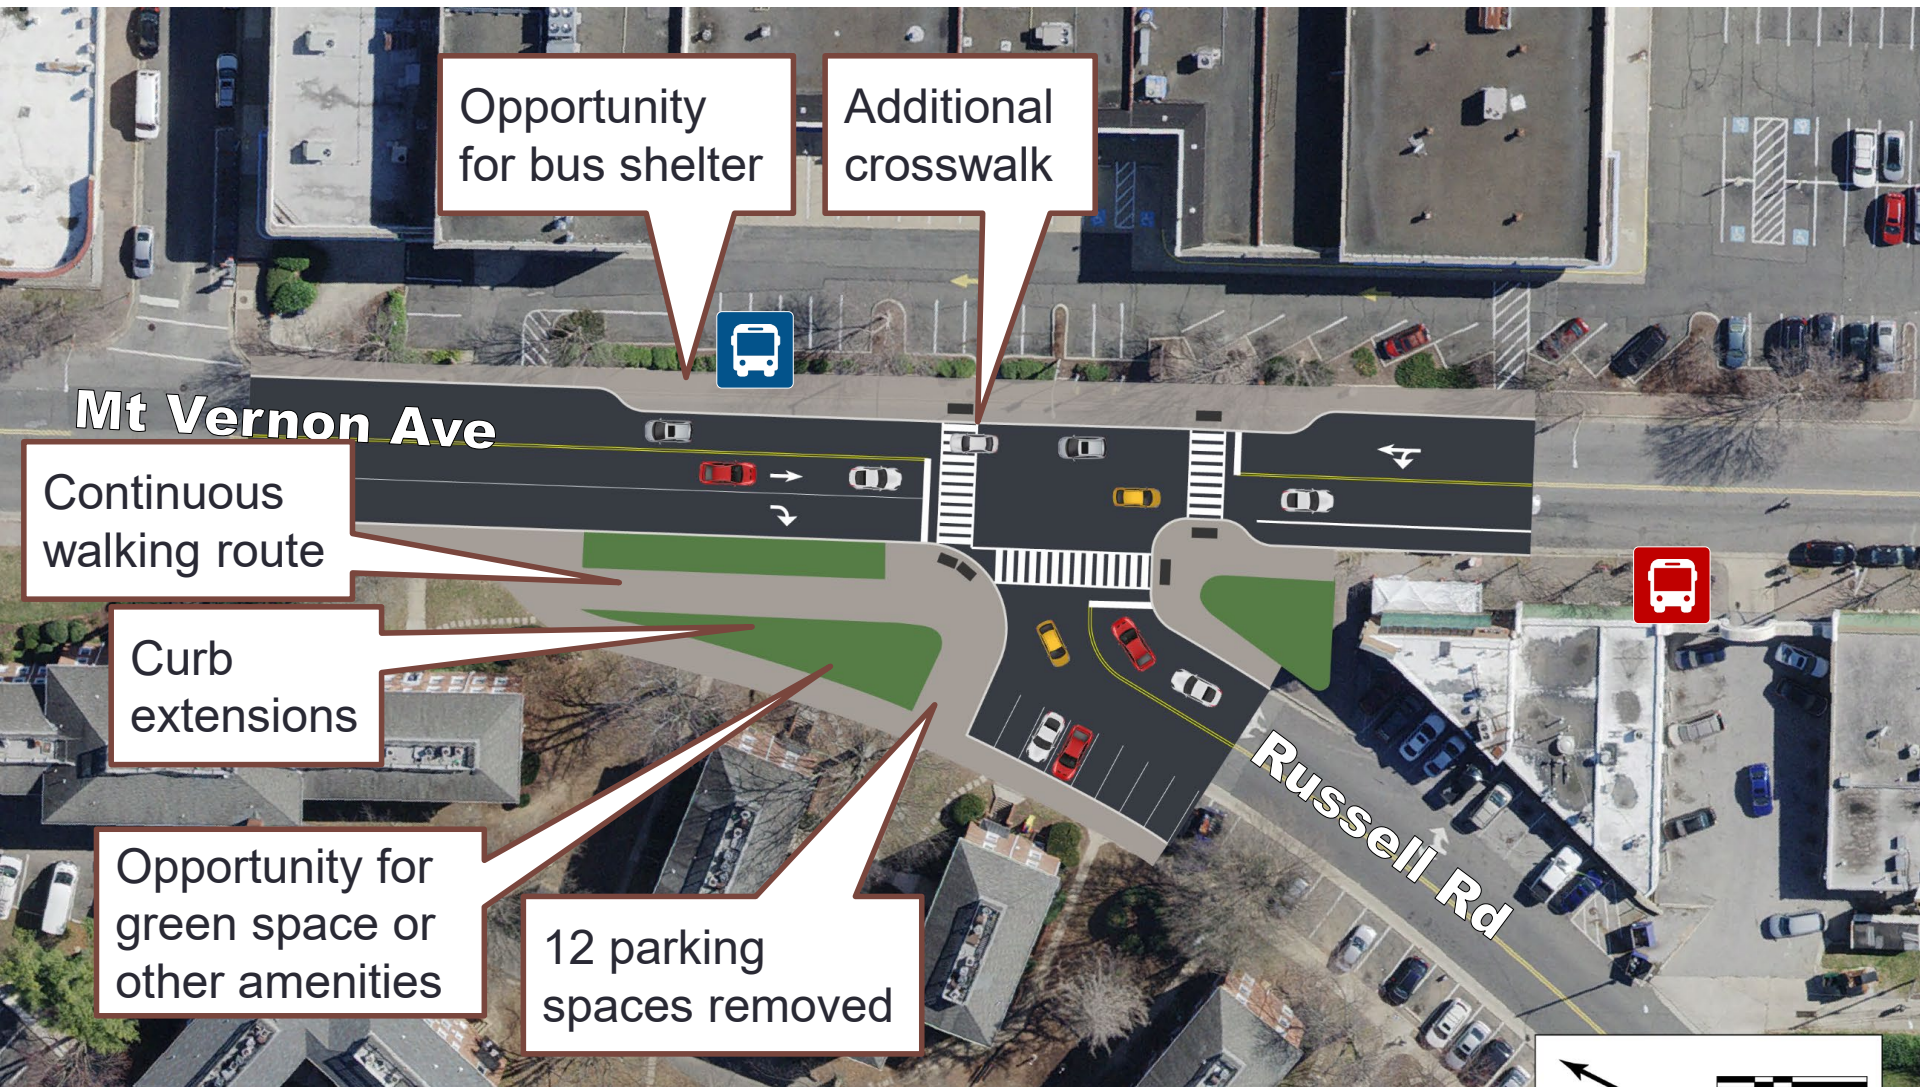 Opportunity
for bus shelter
Additional
crosswalk
Mt Vernon Ave
Continuous
walking route
Curb
extensions
Opportunity for
green space or
other amenities
12 parking
spaces removed
Russell Rd